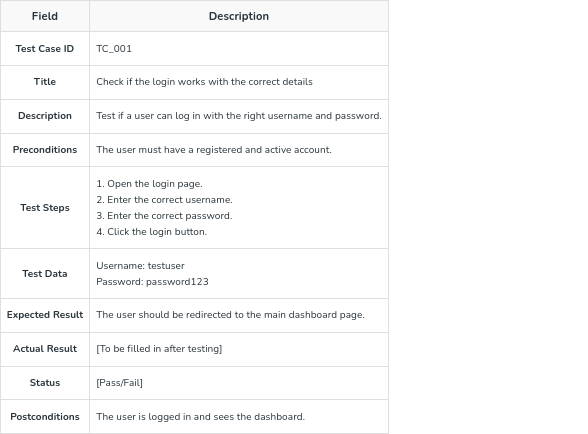 Field Description
Test Case ID TC_001
Title Check if the login works with the correct details
Description Test if a user can log in with the right username and password.
Preconditions The user must have a registered and active account.
Test Steps
1. Open the login page.
2. Enter the correct username.
3. Enter the correct password.
4. Click the login button.
Test Data
Username: testuser
Password: password123
Expected Result The user should be redirected to the main dashboard page.
Actual Result [To be filled in after testing]
Status [Pass/Fail]
Postconditions The user is logged in and sees the dashboard.